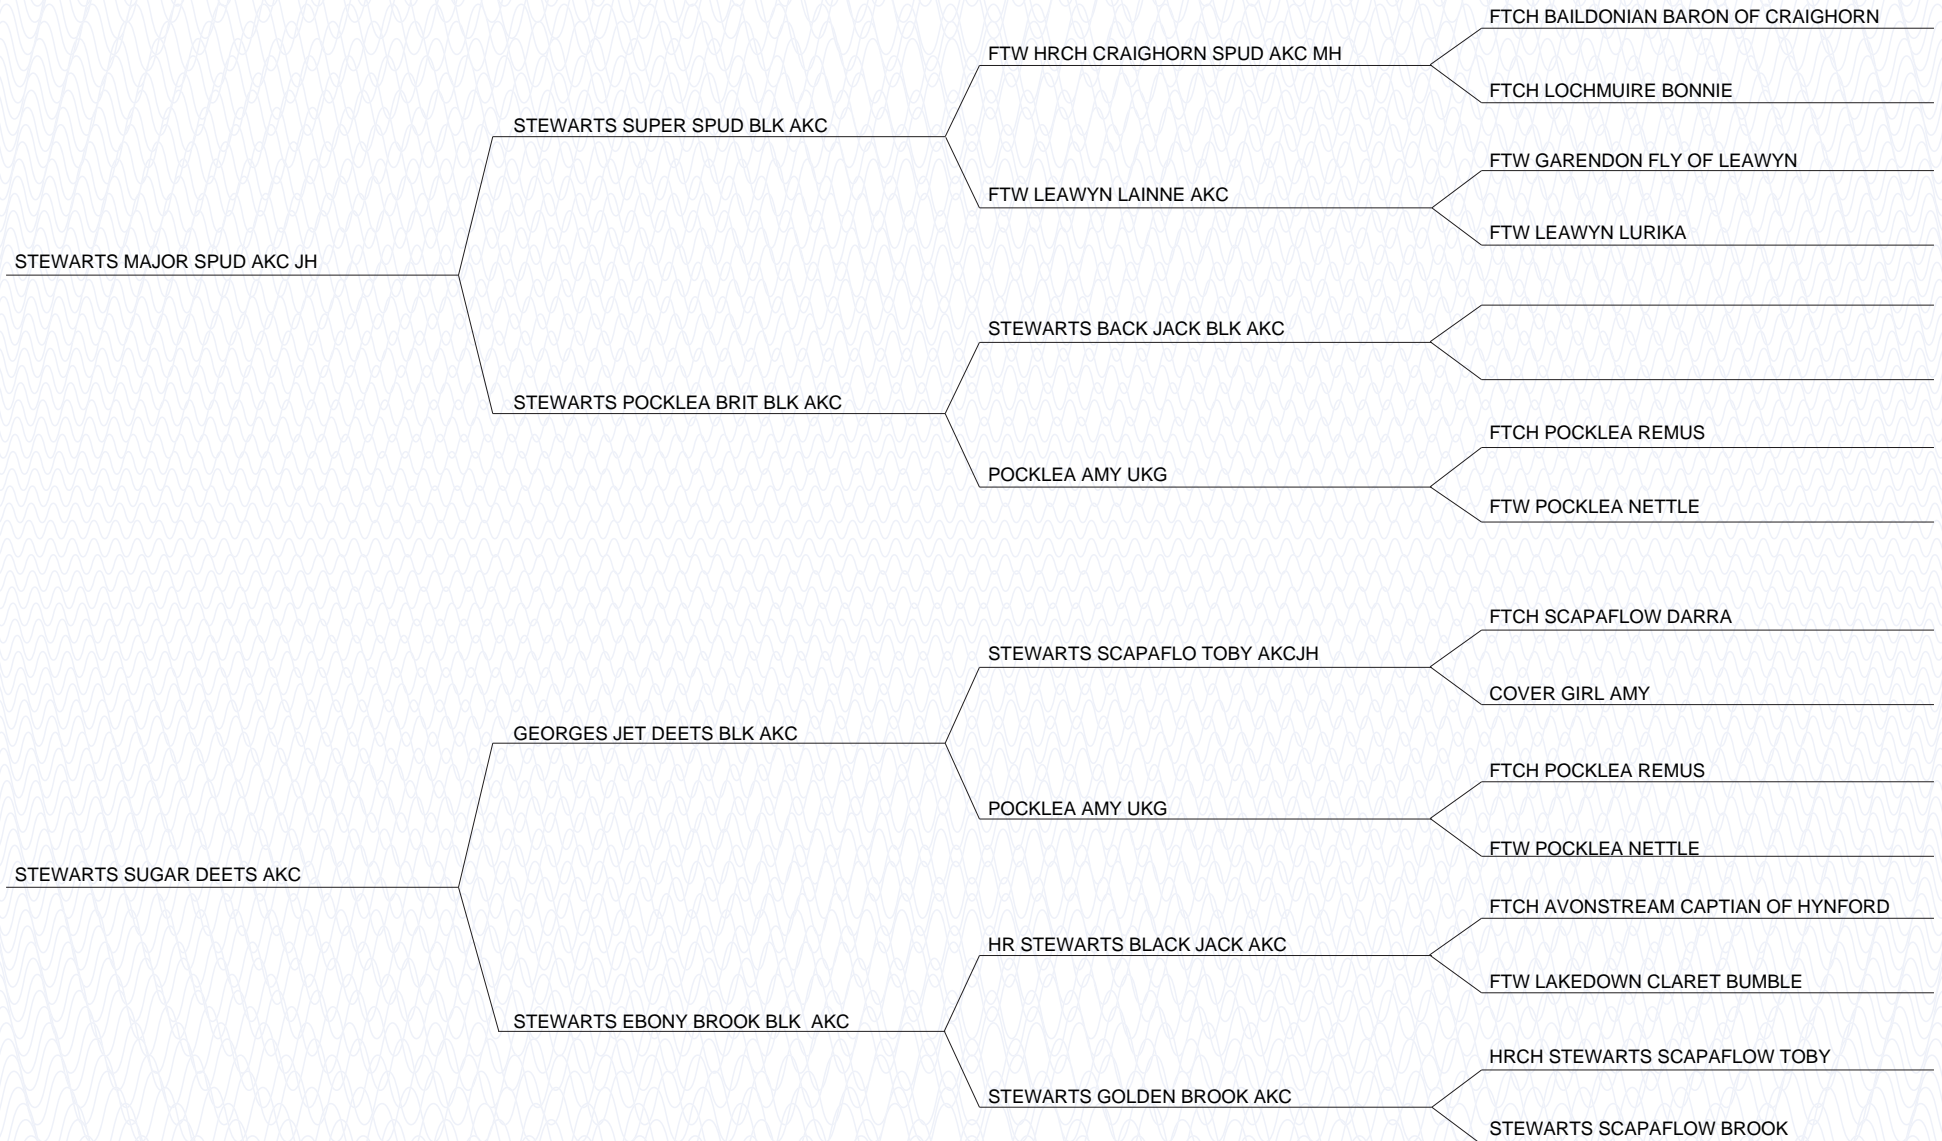 STEWARTS MAJOR SPUD AKC JH
STEWARTS SUPER SPUD BLK AKC
FTW HRCH CRAIGHORN SPUD AKC MH
FTCH BAILDONIAN BARON OF CRAIGHORN
FTCH LOCHMUIRE BONNIE
FTW LEAWYN LAINNE AKC
FTW GARENDON FLY OF LEAWYN
FTW LEAWYN LURIKA
STEWARTS POCKLEA BRIT BLK AKC
STEWARTS BACK JACK BLK AKC
POCKLEA AMY UKG
FTCH POCKLEA REMUS
FTW POCKLEA NETTLE
STEWARTS SUGAR DEETS AKC
GEORGES JET DEETS BLK AKC
STEWARTS SCAPAFLO TOBY AKCJH
FTCH SCAPAFLOW DARRA
COVER GIRL AMY
POCKLEA AMY UKG
FTCH POCKLEA REMUS
FTW POCKLEA NETTLE
STEWARTS EBONY BROOK BLK  AKC
HR STEWARTS BLACK JACK AKC
FTCH AVONSTREAM CAPTIAN OF HYNFORD
FTW LAKEDOWN CLARET BUMBLE
STEWARTS GOLDEN BROOK AKC
HRCH STEWARTS SCAPAFLOW TOBY
STEWARTS SCAPAFLOW BROOK